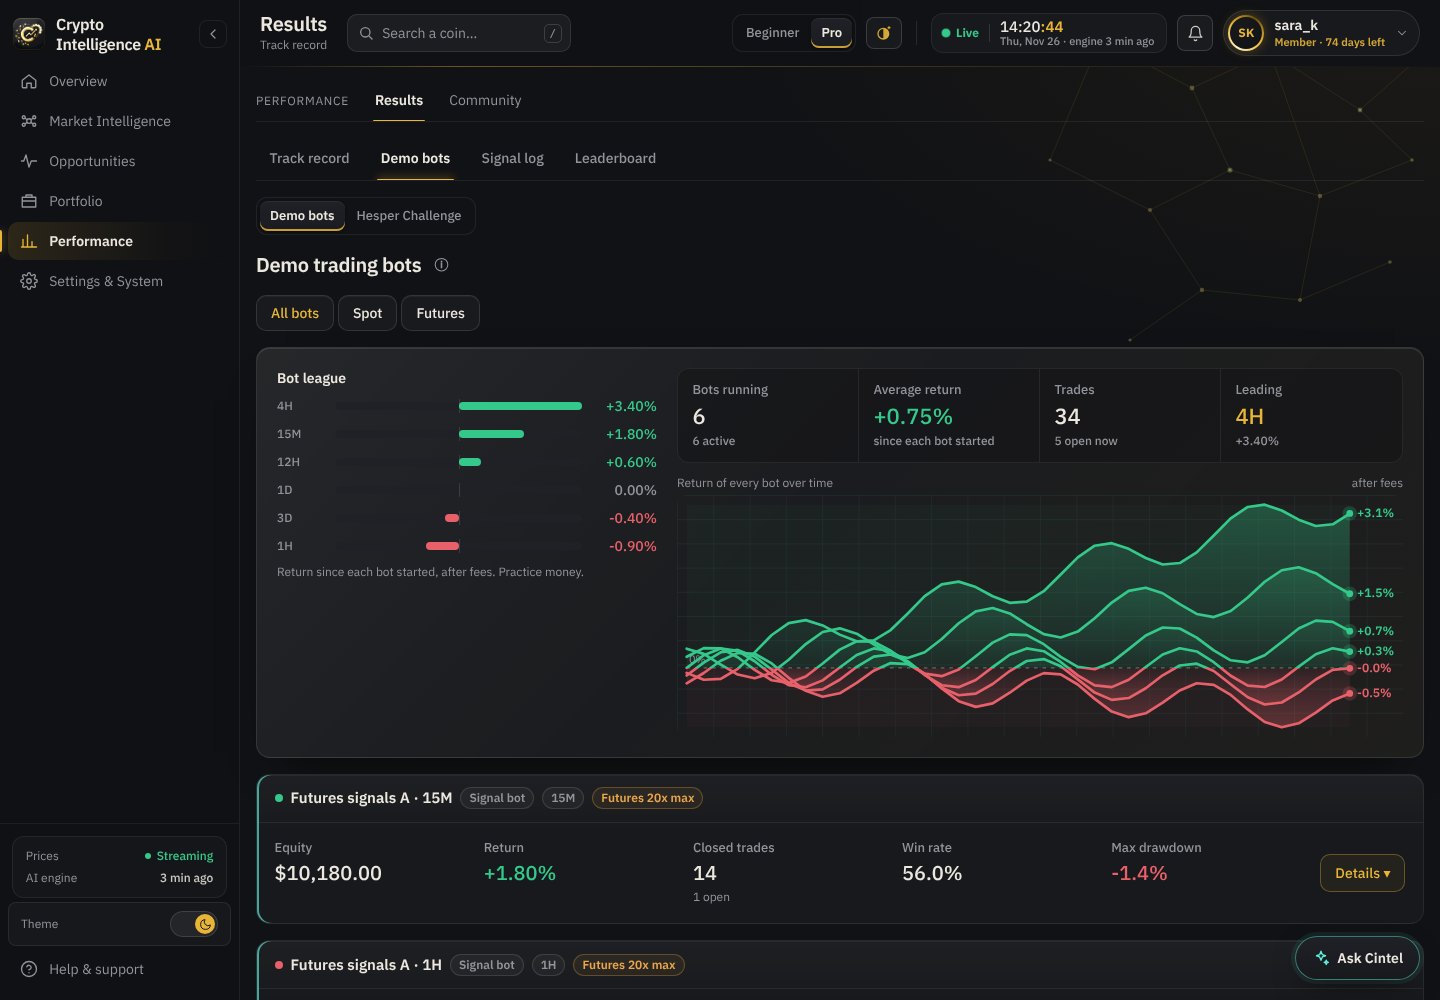 Crypto
Intelligence AI
Overview
Market Intelligence
Opportunities
Portfolio
Performance
Settings & System
Prices
Streaming
AI engine
3 min ago
Theme
Help & support
Results
Track record
Search a coin...
/
Beginner
Pro
Live
14:20:44
Thu, Nov 26 · engine 3 min ago
SK
sara_k
Member · 74 days left
PERFORMANCE
Results
Community
Track record
Demo bots
Signal log
Leaderboard
Demo bots
Hesper Challenge
Demo trading bots
All bots
Spot
Futures
Bot league
4H +3.40%
15M +1.80%
12H +0.60%
1D 0.00%
3D -0.40%
1H -0.90%
Return since each bot started, after fees. Practice money.
Bots running
6
6 active
Average return
+0.75%
since each bot started
Trades
34
5 open now
Leading
4H
+3.40%
Return of every bot over time
after fees
+3.1%
+1.5%
+0.7%
+0.3%
-0.0%
-0.5%
Futures signals A · 15M
Signal bot
15M
Futures 20x max
Equity
$10,180.00
Return
+1.80%
Closed trades
14
1 open
Win rate
56.0%
Max drawdown
-1.4%
Details ▾
Futures signals A · 1H
Signal bot
1H
Futures 20x max
Ask Cintel